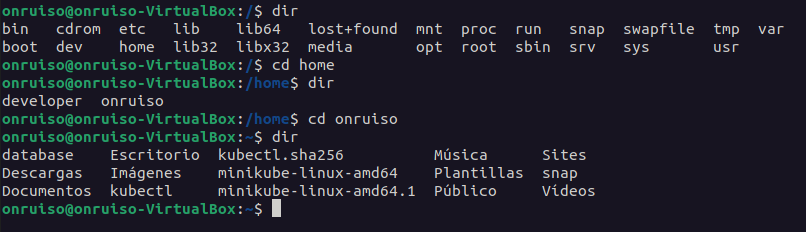 onruiso@onruiso-VirtualBox:/$ dir
bin   cdrom  etc   lib    lib64   lost+found  mnt  proc  run   snap  swapfile  tmp  var
boot  dev    home  lib32  libx32  media       opt  root  sbin  srv   sys       usr
onruiso@onruiso-VirtualBox:/$ cd home
onruiso@onruiso-VirtualBox:/home$ dir
developer  onruiso
onruiso@onruiso-VirtualBox:/home$ cd onruiso
onruiso@onruiso-VirtualBox:~$ dir
database    Escritorio  kubectl.sha256          Música      Sites
Descargas   Imágenes    minikube-linux-amd64    Plantillas  snap
Documentos  kubectl     minikube-linux-amd64.1  Público     Vídeos
onruiso@onruiso-VirtualBox:~$